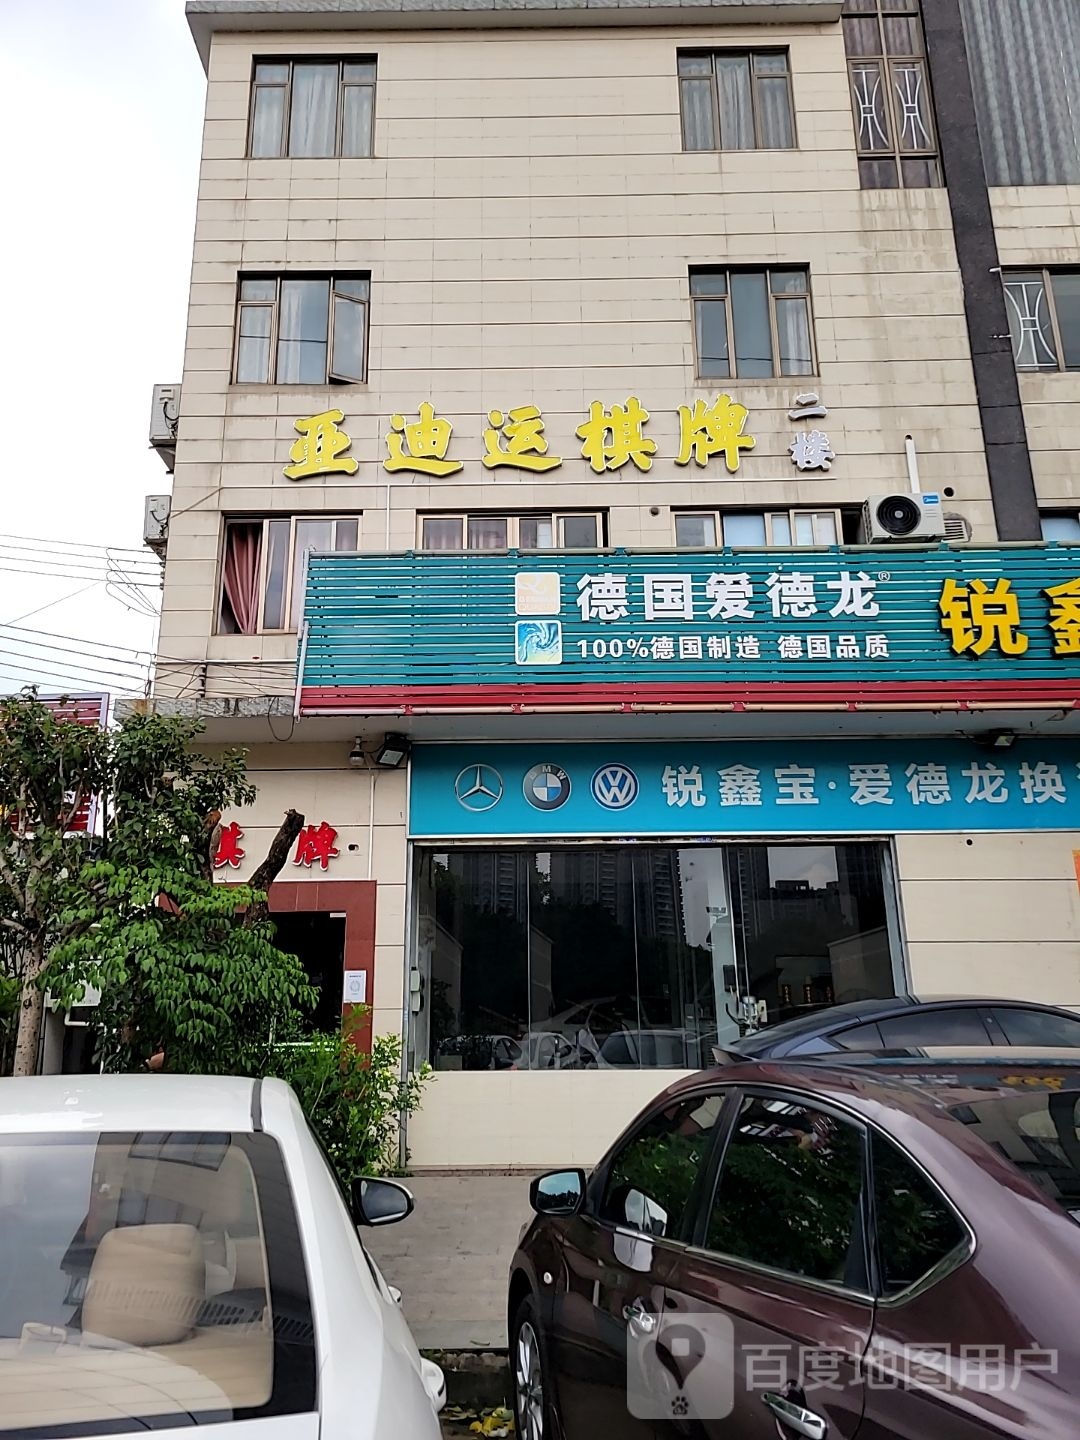 亚迪运棋牌
二楼
德国爱德龙®
100%德国制造 德国品质
锐鑫
BMW
锐鑫宝·爱德龙换
棋牌
百度地图用户